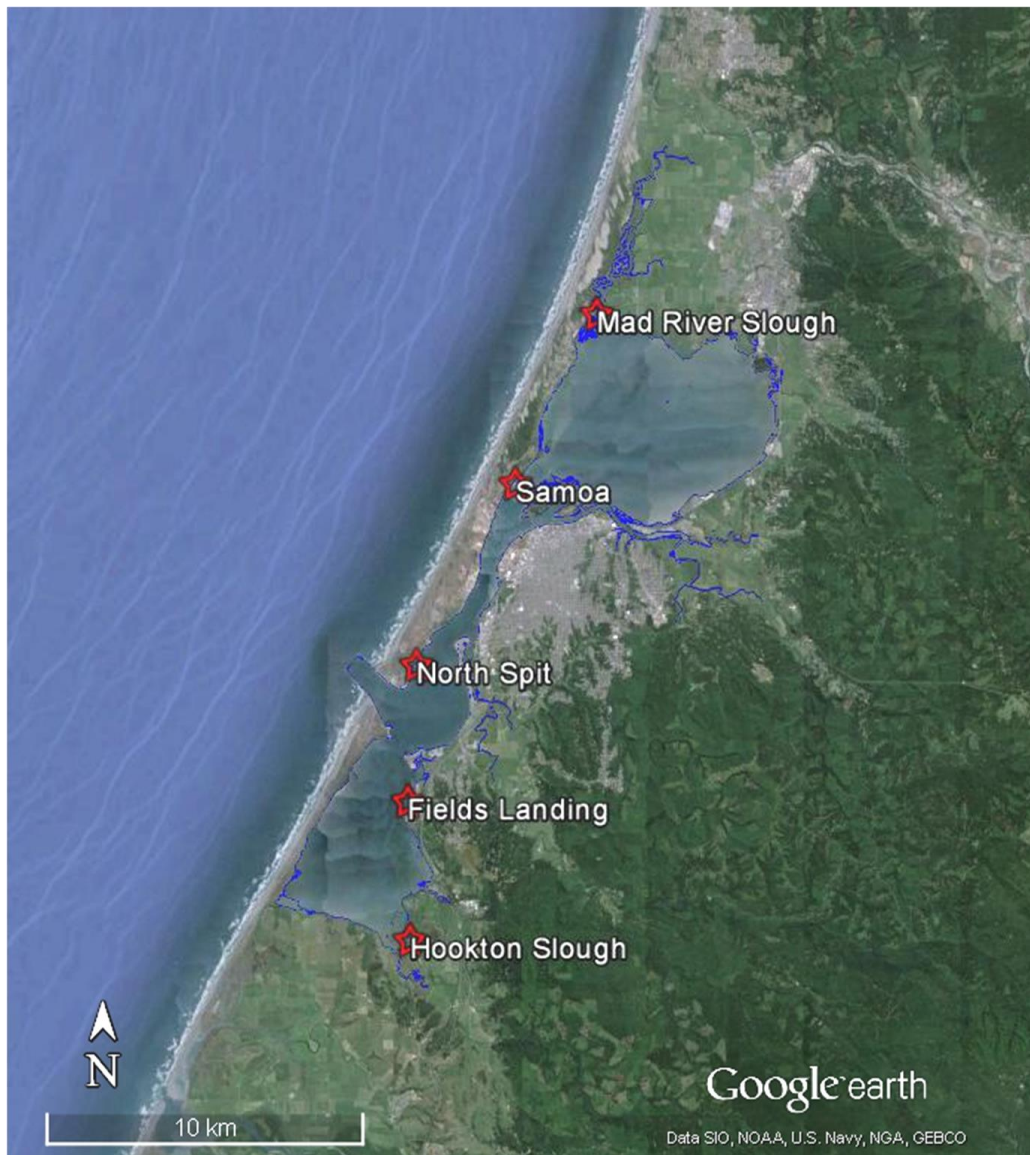 Mad River Slough
Samoa
North Spit
Fields Landing
Hookton Slough
N
10 km
Google earth
Data SIO, NOAA, U.S. Navy, NGA, GEBCO